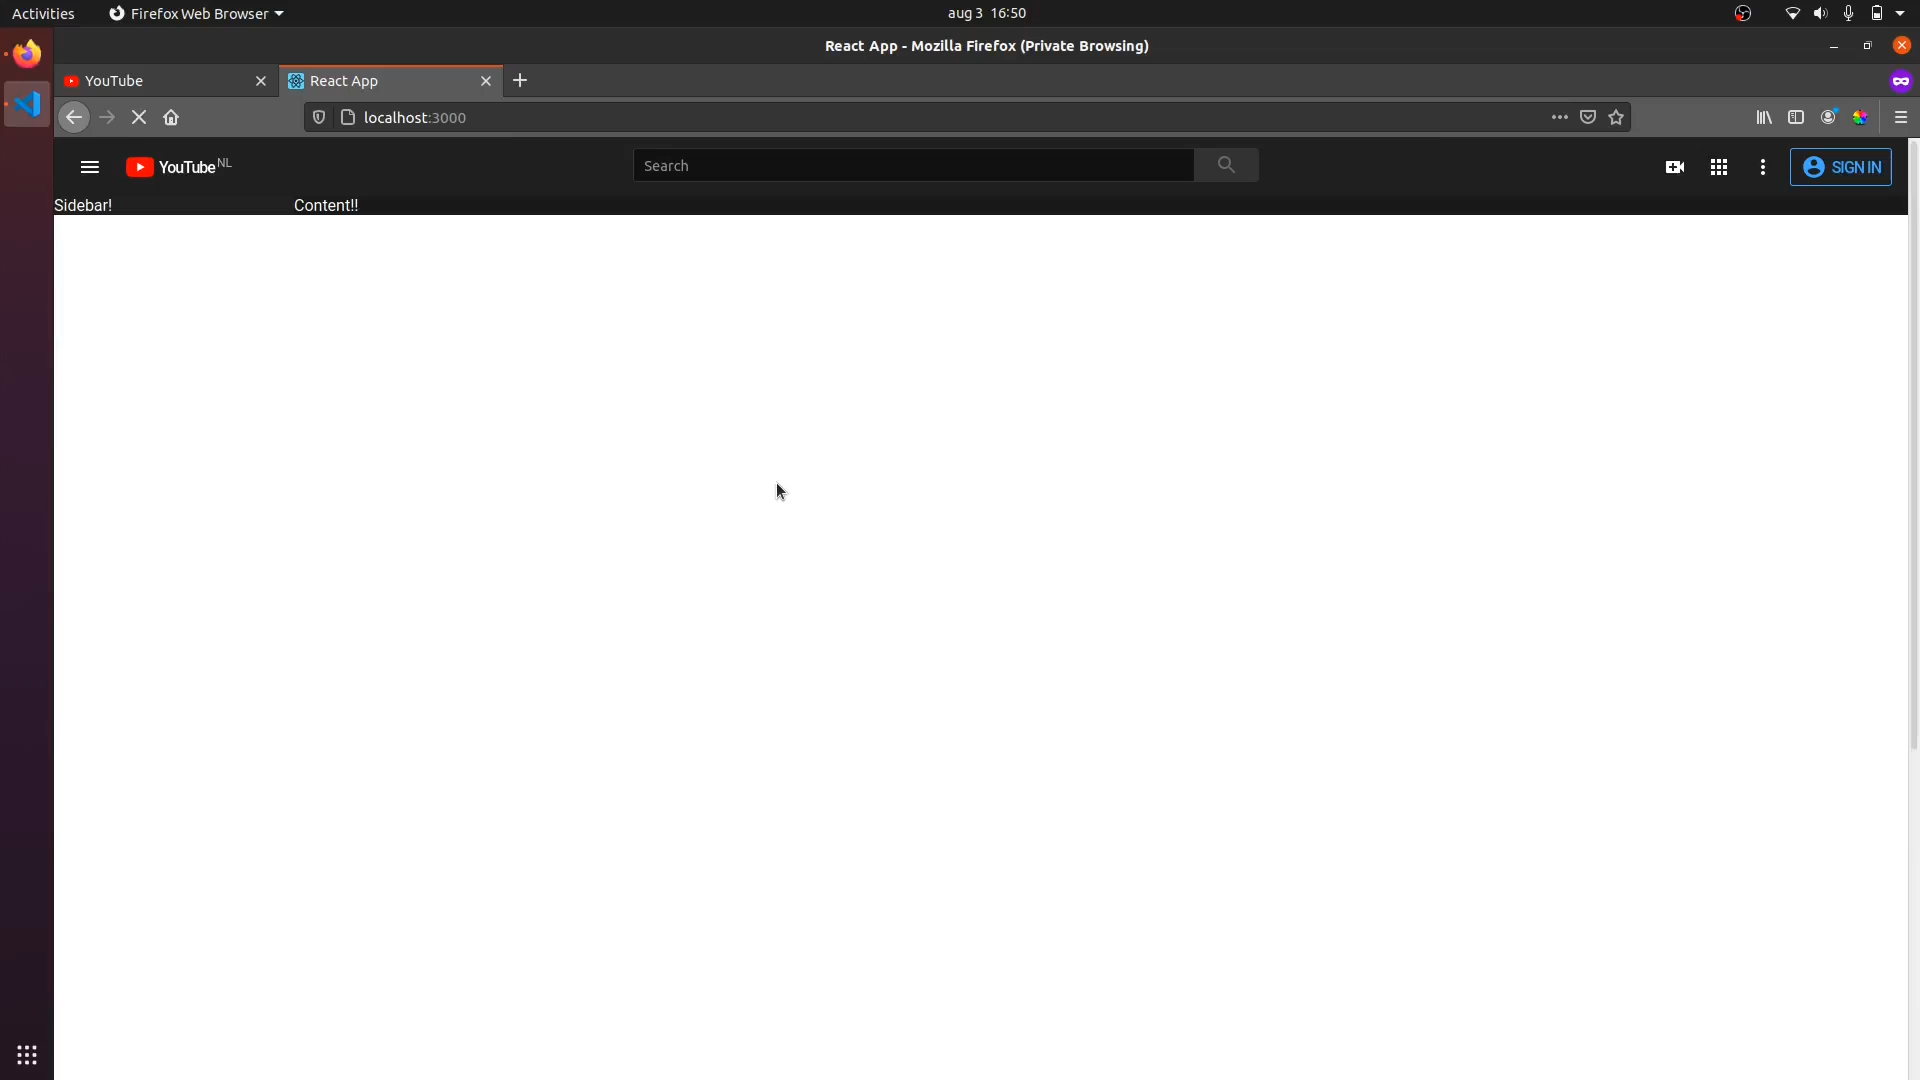 Activities Firefox Web Browser aug 3 16:50
React App - Mozilla Firefox (Private Browsing)
YouTube React App
localhost:3000
YouTube NL Search SIGN IN
Sidebar! Content!!